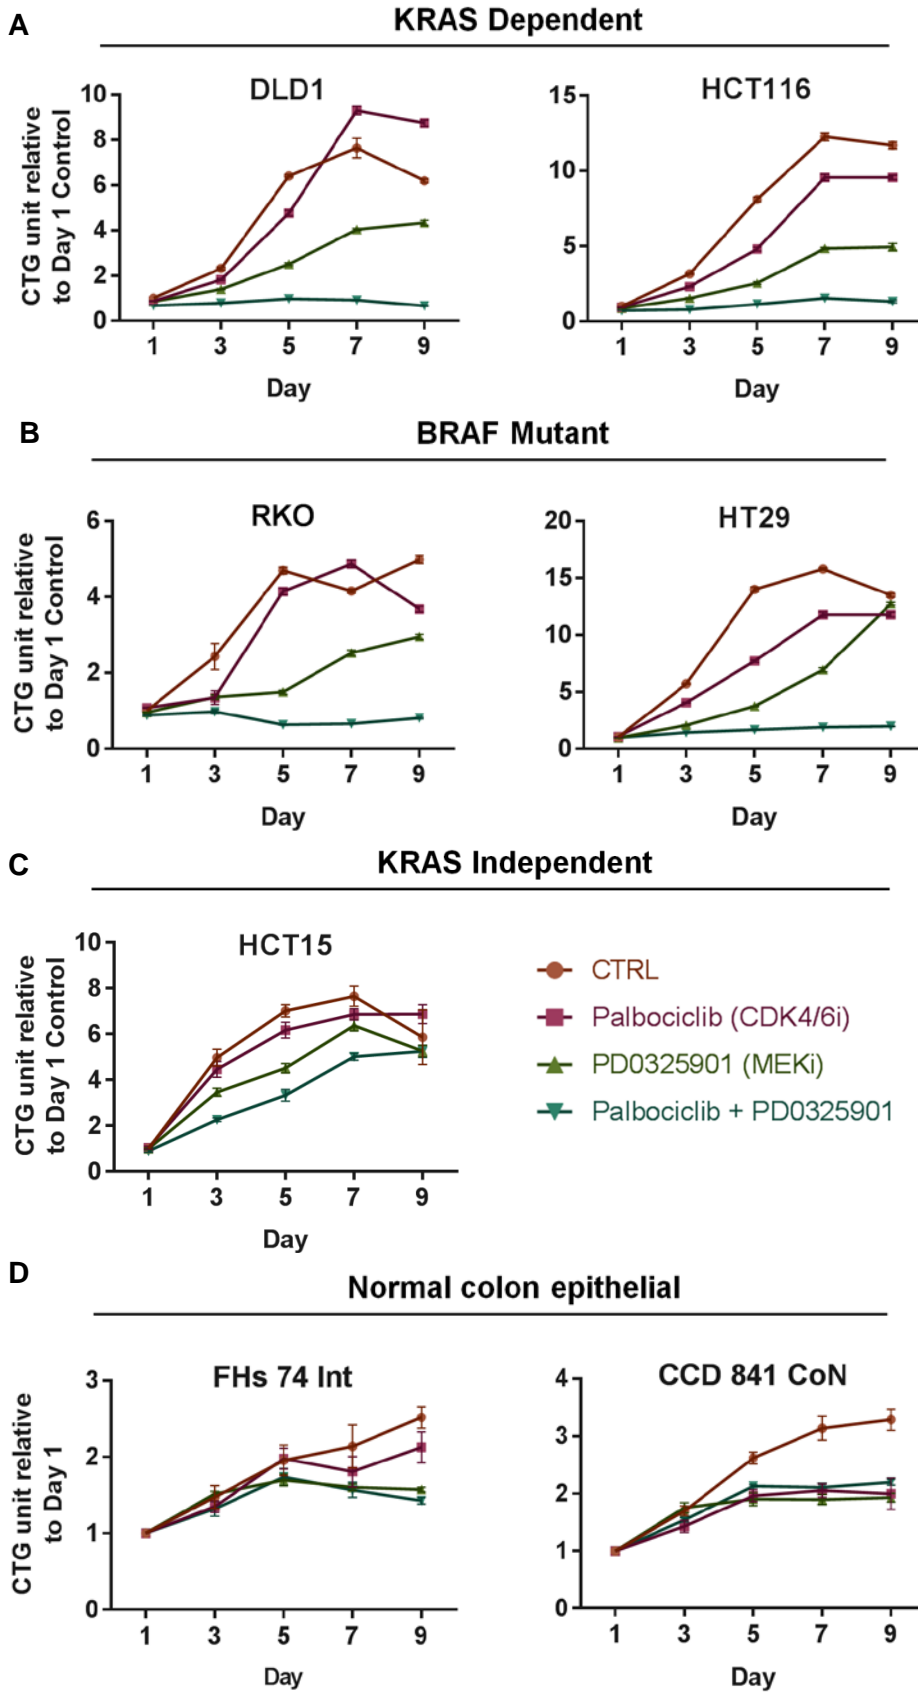 A
KRAS Dependent
DLD1
CTG unit relative
to Day 1 Control
10
8
6
4
2
0
1 3 5 7 9
Day
HCT116
15
10
5
0
1 3 5 7 9
Day
B
BRAF Mutant
RKO
CTG unit relative
to Day 1 Control
6
4
2
0
1 3 5 7 9
Day
HT29
20
15
10
5
0
1 3 5 7 9
Day
C
KRAS Independent
HCT15
CTG unit relative
to Day 1 Control
10
8
6
4
2
0
1 3 5 7 9
Day
CTRL
Palbociclib (CDK4/6i)
PD0325901 (MEKi)
Palbociclib + PD0325901
D
Normal colon epithelial
FHs 74 Int
CTG unit relative
to Day 1
3
2
1
0
1 3 5 7 9
Day
CCD 841 CoN
4
3
2
1
0
1 3 5 7 9
Day